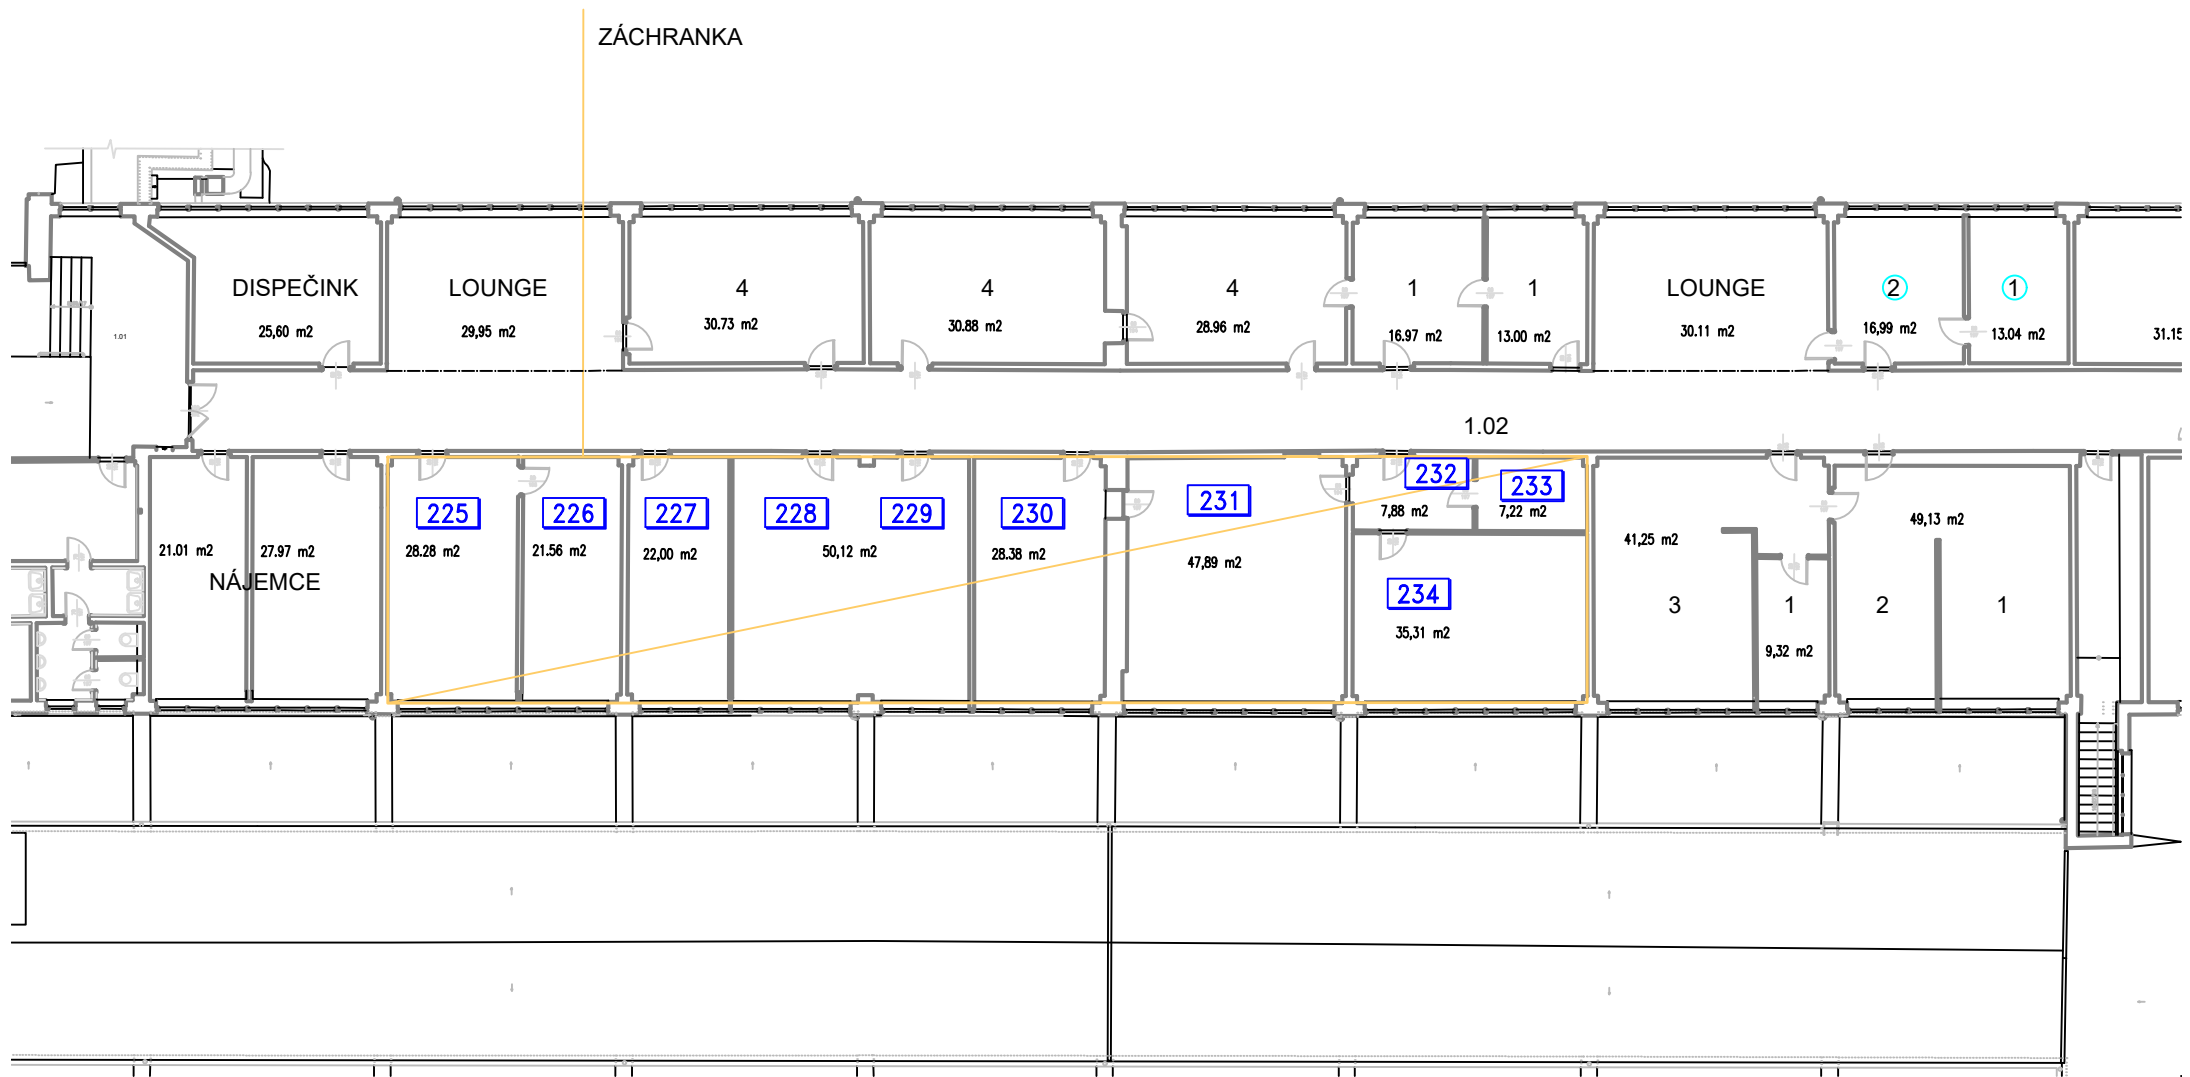 ZÁCHRANKA
DISPEČINK
LOUNGE
4
4
4
1
1
LOUNGE
2
1
25,60 m2
29,95 m2
30.73 m2
30.88 m2
28.96 m2
16.97 m2
13.00 m2
30.11 m2
16,99 m2
13.04 m2
31.15
1.01
1.02
225
226
227
228
229
230
231
232
233
21.01 m2
27.97 m2
28.28 m2
21.56 m2
22,00 m2
50,12 m2
28.38 m2
47,89 m2
7,88 m2
7,22 m2
41,25 m2
49,13 m2
NÁJEMCE
234
35,31 m2
3
1
2
1
9,32 m2